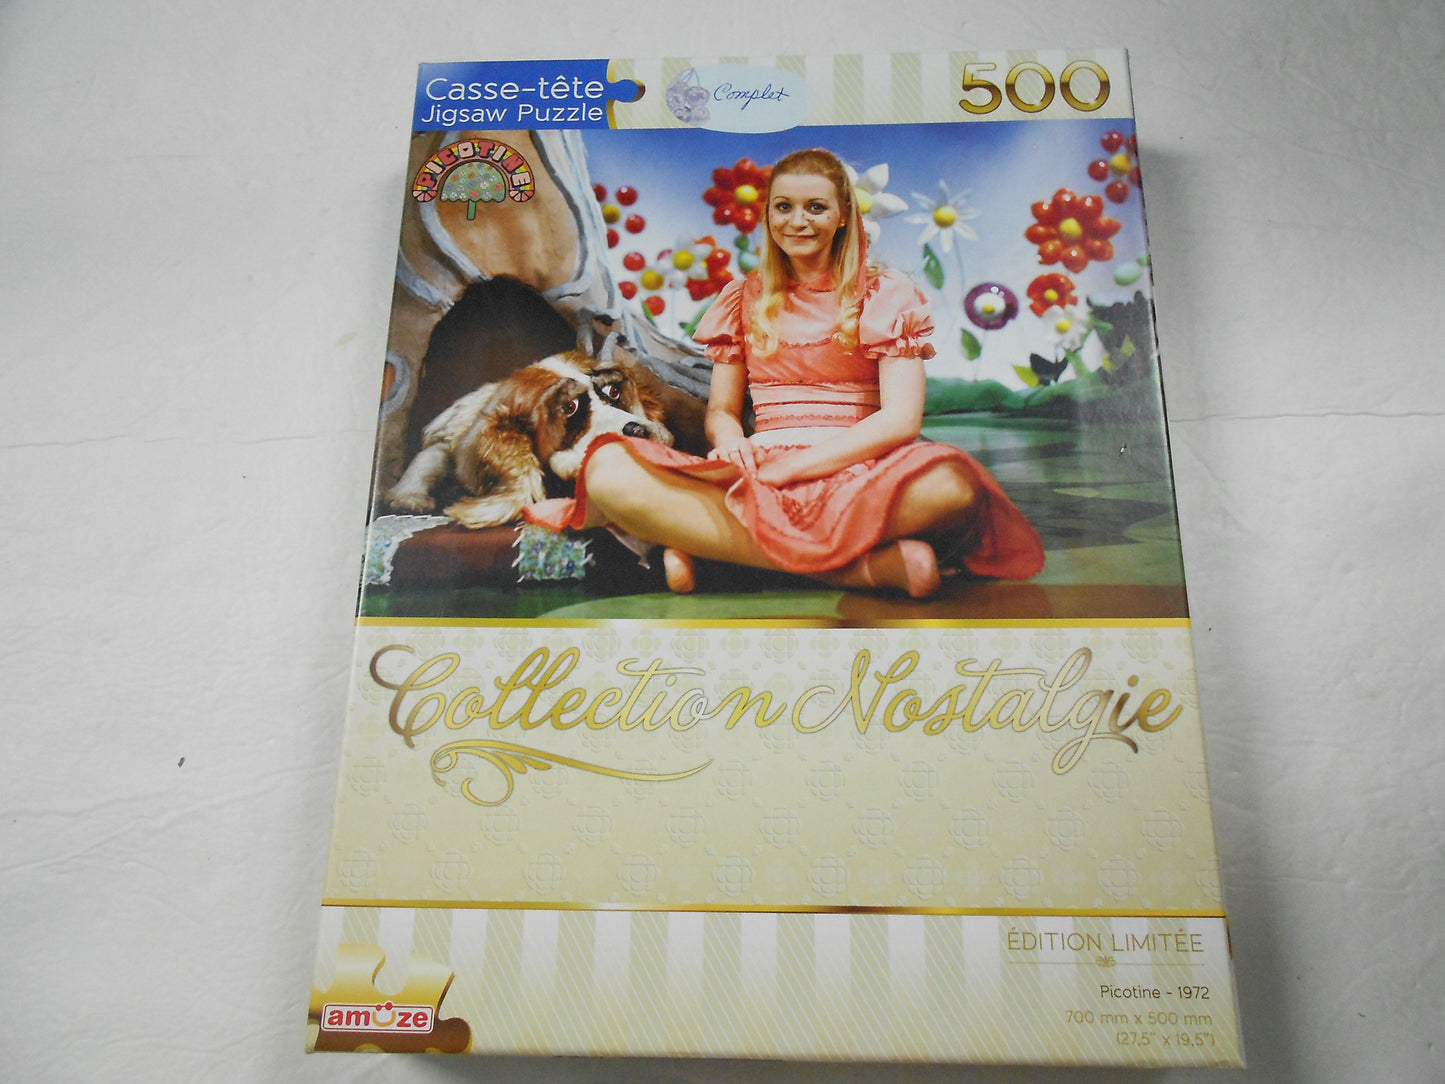 Casse-tête
Jigsaw Puzzle
Complet
500
PICOTINE
Collection Nostalgie
ÉDITION LIMITÉE
Picotine - 1972
700 mm x 500 mm
(27,5" x 19,5")
amüze